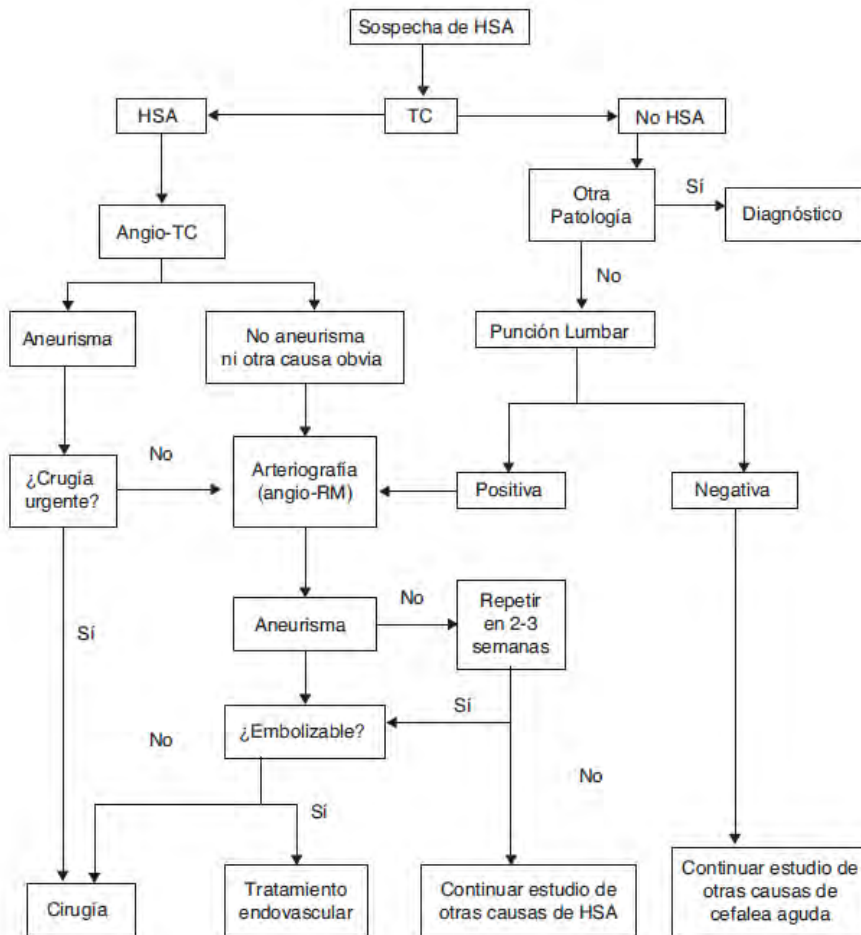 Sospecha de HSA
HSA
TC
No HSA
Otra
Patología
Sí
Diagnóstico
Angio-TC
No
Aneurisma
No aneurisma
ni otra causa obvia
Punción Lumbar
¿Crugía
urgente?
No
Arteriografía
(angio-RM)
Positiva
Negativa
Aneurisma
No
Repetir
en 2-3
semanas
Sí
¿Embolizable?
Sí
No
No
Sí
Cirugía
Tratamiento
endovascular
Continuar estudio de
otras causas de HSA
Continuar estudio de
otras causas de
cefalea aguda